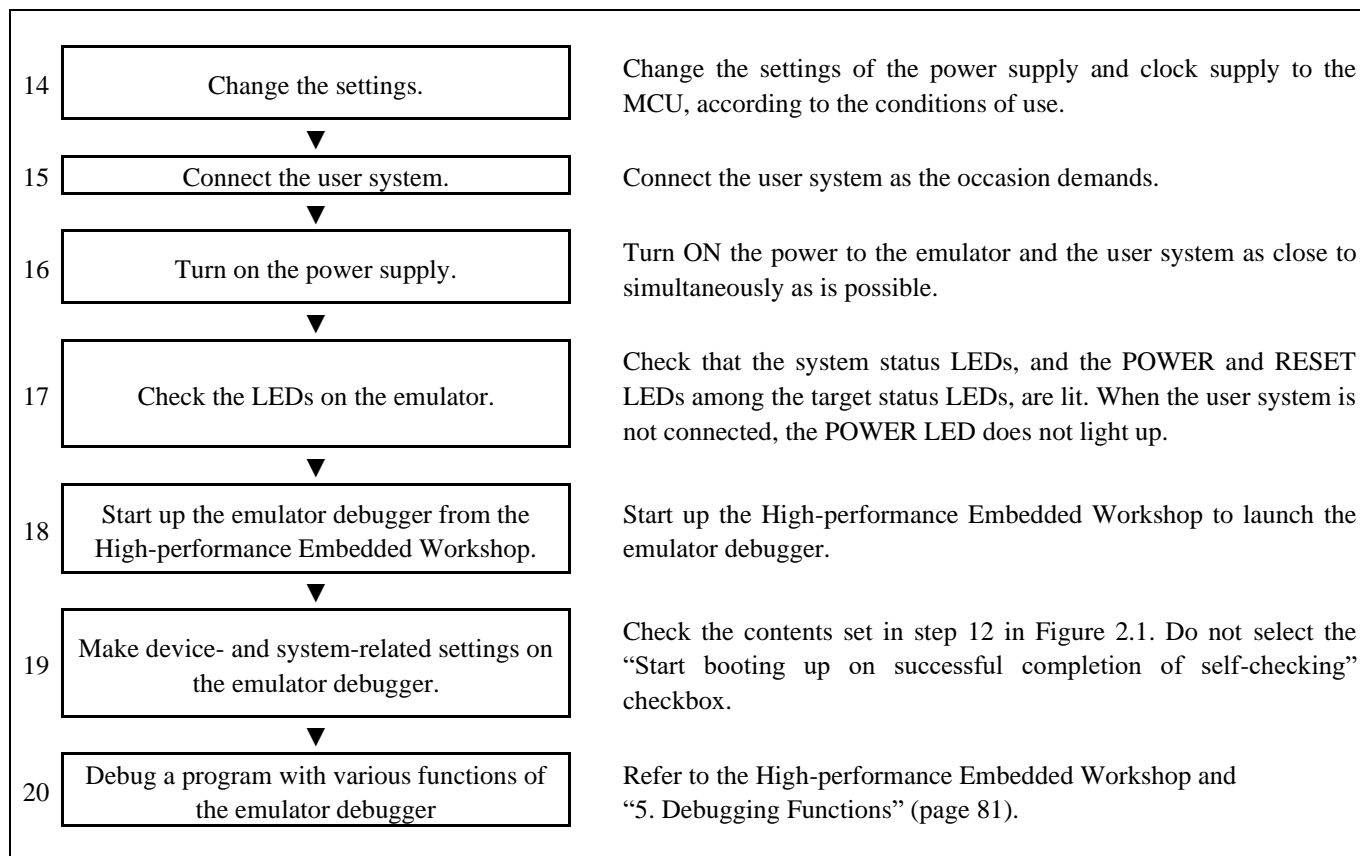 14
Change the settings.
Change the settings of the power supply and clock supply to the
MCU, according to the conditions of use.
▼
15
Connect the user system.
Connect the user system as the occasion demands.
▼
16
Turn on the power supply.
Turn ON the power to the emulator and the user system as close to
simultaneously as is possible.
▼
17
Check the LEDs on the emulator.
Check that the system status LEDs, and the POWER and RESET
LEDs among the target status LEDs, are lit. When the user system is
not connected, the POWER LED does not light up.
▼
18
Start up the emulator debugger from the
High-performance Embedded Workshop.
Start up the High-performance Embedded Workshop to launch the
emulator debugger.
▼
19
Make device- and system-related settings on
the emulator debugger.
Check the contents set in step 12 in Figure 2.1. Do not select the
“Start booting up on successful completion of self-checking”
checkbox.
▼
20
Debug a program with various functions of
the emulator debugger
Refer to the High-performance Embedded Workshop and
“5. Debugging Functions” (page 81).